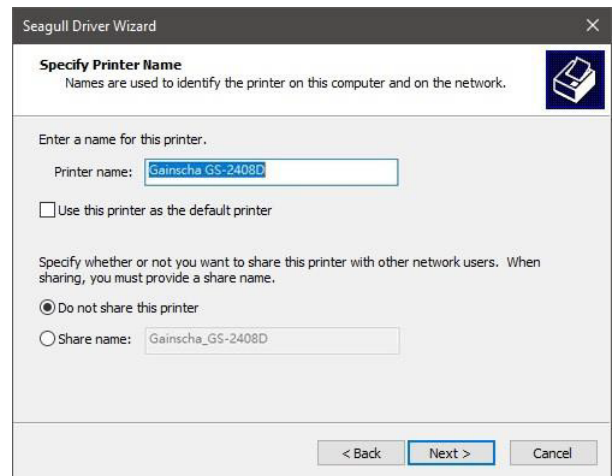 Seagull Driver Wizard
Specify Printer Name
Names are used to identify the printer on this computer and on the network.
Enter a name for this printer.
Printer name: Gainscha GS-2408D
Use this printer as the default printer
Specify whether or not you want to share this printer with other network users. When
sharing, you must provide a share name.
Do not share this printer
Share name: Gainscha_GS-2408D
< Back Next > Cancel